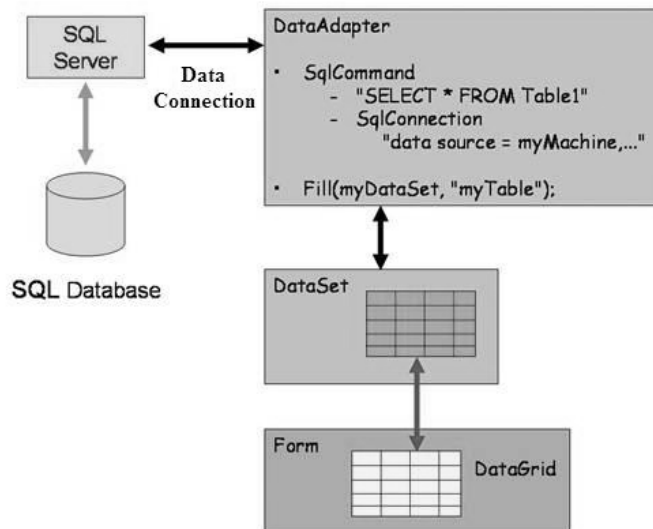 SQL
Server
Data
Connection
SQL Database
DataAdapter
▪ SqlCommand
- "SELECT * FROM Table1"
- SqlConnection
"data source = myMachine,..."
▪ Fill(myDataSet, "myTable");
DataSet
Form
DataGrid